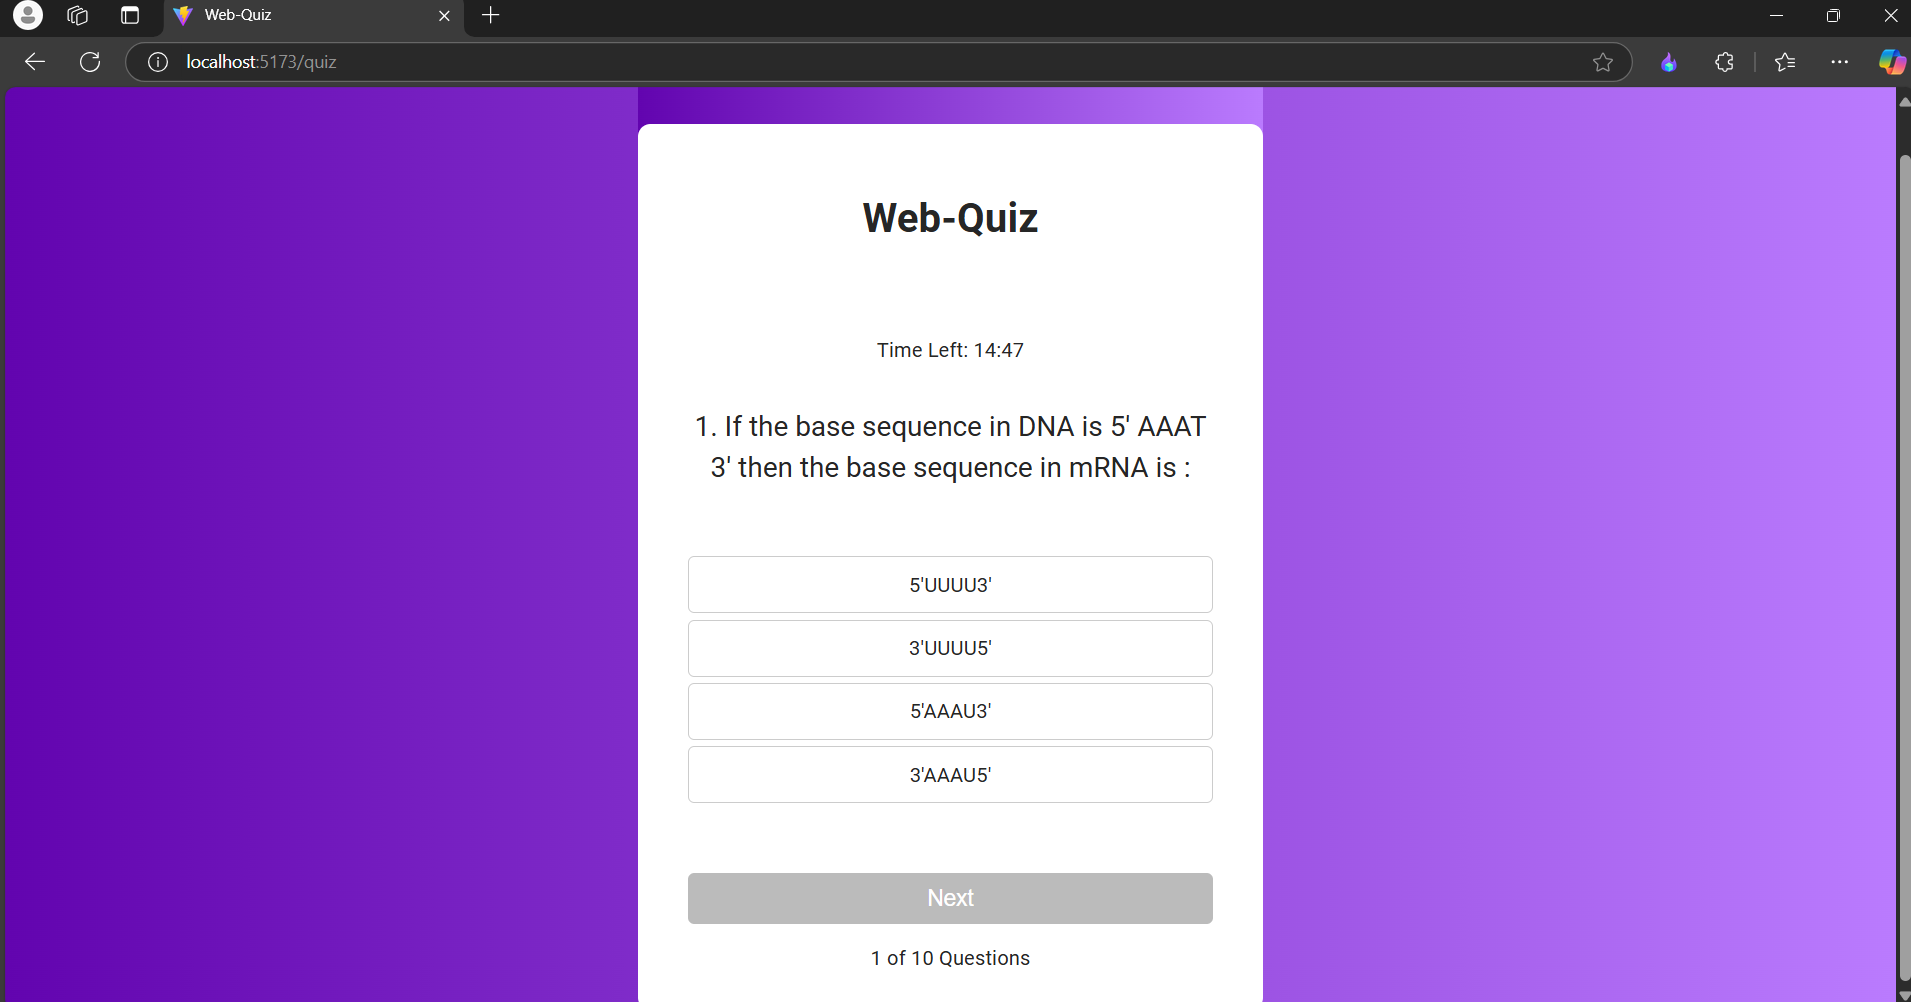 Web-Quiz
localhost:5173/quiz
Web-Quiz
Time Left: 14:47
1. If the base sequence in DNA is 5' AAAT
3' then the base sequence in mRNA is :
5'UUUU3'
3'UUUU5'
5'AAAU3'
3'AAAU5'
Next
1 of 10 Questions